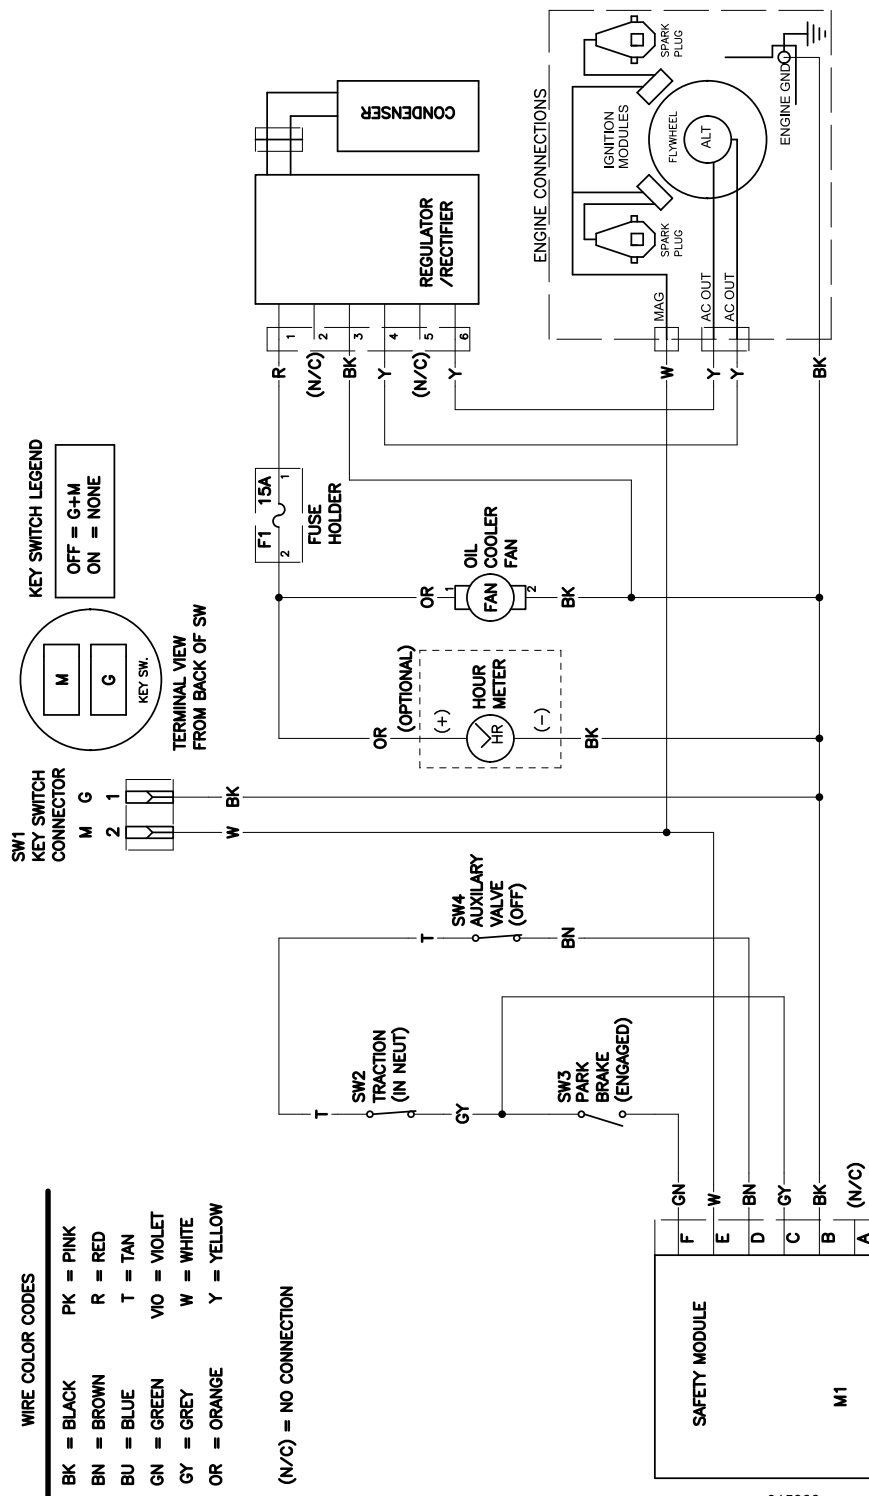 WIRE COLOR CODES
BK = BLACK PK = PINK
BN = BROWN R = RED
BU = BLUE T = TAN
GN = GREEN VIO = VIOLET
GY = GREY W = WHITE
OR = ORANGE Y = YELLOW
(N/C) = NO CONNECTION
SW1
KEY SWITCH
CONNECTOR
M G
2 1
W
BK
M
G
KEY SW.
TERMINAL VIEW
FROM BACK OF SW
KEY SWITCH LEGEND
OFF = G+M
ON = NONE
T
SW2
TRACTION
(IN NEUT)
GY
SW3
PARK
BRAKE
(ENGAGED)
T
SW4
AUXILARY
VALVE
(OFF)
BN
OR
(OPTIONAL)
(+)
HR
HOUR
METER
(-)
BK
OR
1
FAN
2
OIL
COOLER
FAN
BK
F1 15A
2 1
FUSE
HOLDER
R
(N/C)
BK
Y
(N/C)
Y
1
2
3
4
5
6
REGULATOR
/RECTIFIER
CONDENSER
ENGINE CONNECTIONS
SPARK
PLUG
SPARK
PLUG
IGNITION
MODULES
FLYWHEEL
ALT
ENGINE GND
MAG
AC OUT
AC OUT
W
Y
Y
BK
GN
W
BN
GY
BK
(N/C)
F
E
D
C
B
A
SAFETY MODULE
M1